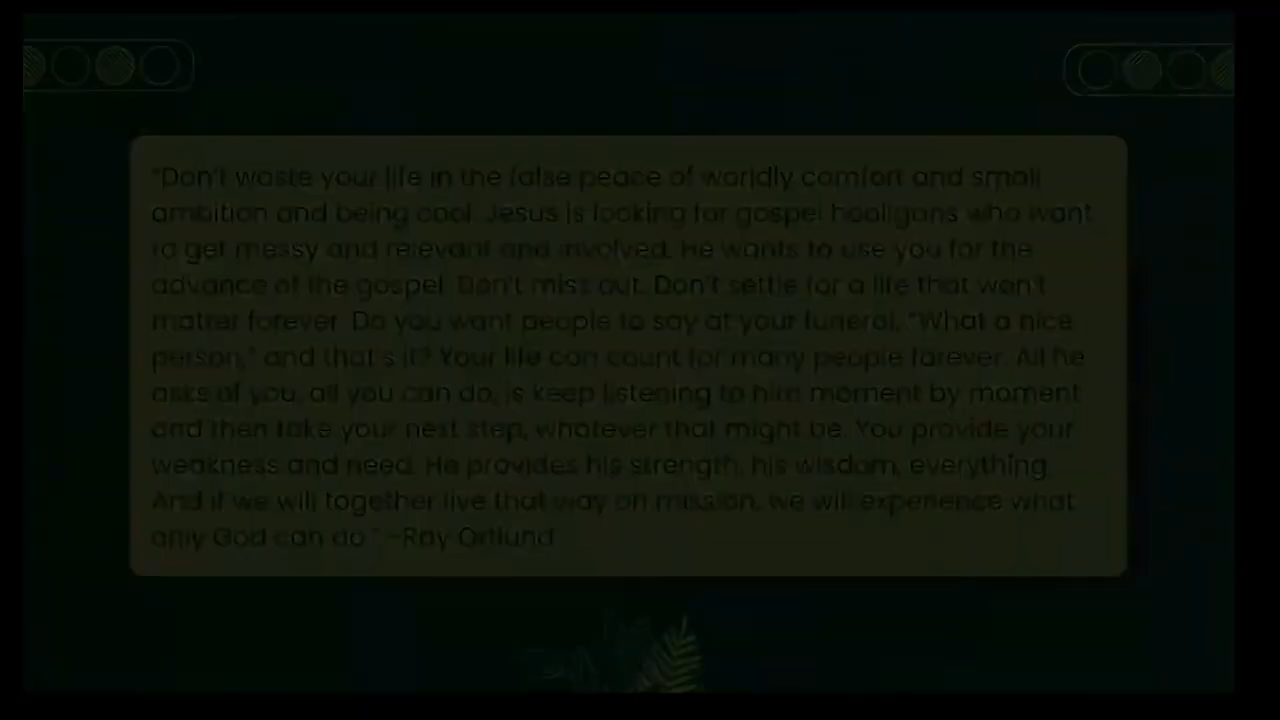 "Don't waste your life in the false peace of worldly comfort and small
ambition and being cool. Jesus is looking for gospel hooligans who want
to get messy and relevant and involved. He wants to use you for the
advance of the gospel. Don't miss out. Don't settle for a life that won't
matter forever. Do you want people to say at your funeral, "What a nice
person," and that's it? Your life can count for many people forever. All he
asks of you, all you can do, is keep listening to him moment by moment
and then take your next step, whatever that might be. You provide your
weakness and need. He provides his strength, his wisdom, everything.
And if we will together live that way on mission, we will experience what
only God can do." -Ray Ortlund